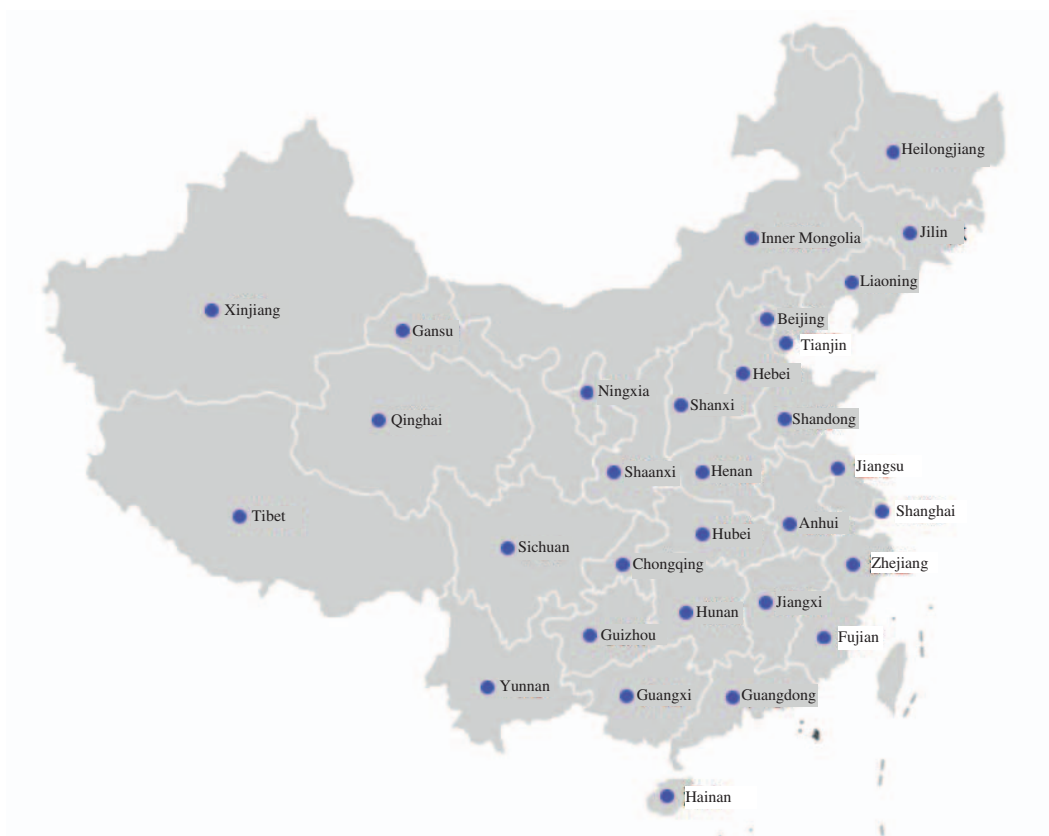 Heilongjiang
Jilin
Inner Mongolia
Liaoning
Xinjiang
Beijing
Gansu
Tianjin
Hebei
Ningxia
Shanxi
Qinghai
Shandong
Jiangsu
Shaanxi
Henan
Shanghai
Tibet
Anhui
Hubei
Sichuan
Chongqing
Zhejiang
Jiangxi
Hunan
Guizhou
Fujian
Yunnan
Guangxi
Guangdong
Hainan